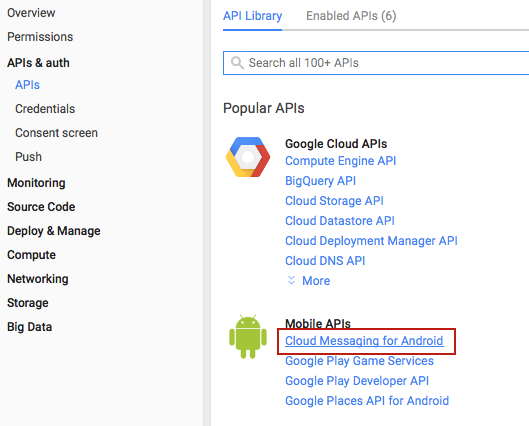 Overview
Permissions
APIs & auth
APIs
Credentials
Consent screen
Push
Monitoring
Source Code
Deploy & Manage
Compute
Networking
Storage
Big Data
API Library
Enabled APIs (6)
Search all 100+ APIs
Popular APIs
Google Cloud APIs
Compute Engine API
BigQuery API
Cloud Storage API
Cloud Datastore API
Cloud Deployment Manager API
Cloud DNS API
More
Mobile APIs
Cloud Messaging for Android
Google Play Game Services
Google Play Developer API
Google Places API for Android